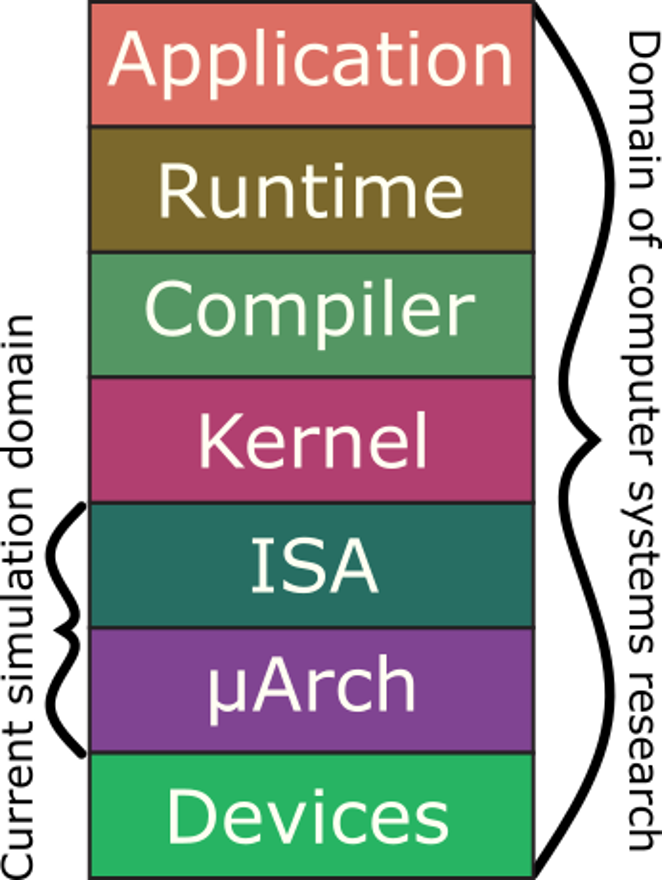 Application
Runtime
Compiler
Kernel
ISA
µArch
Devices
Current simulation domain
Domain of computer systems research